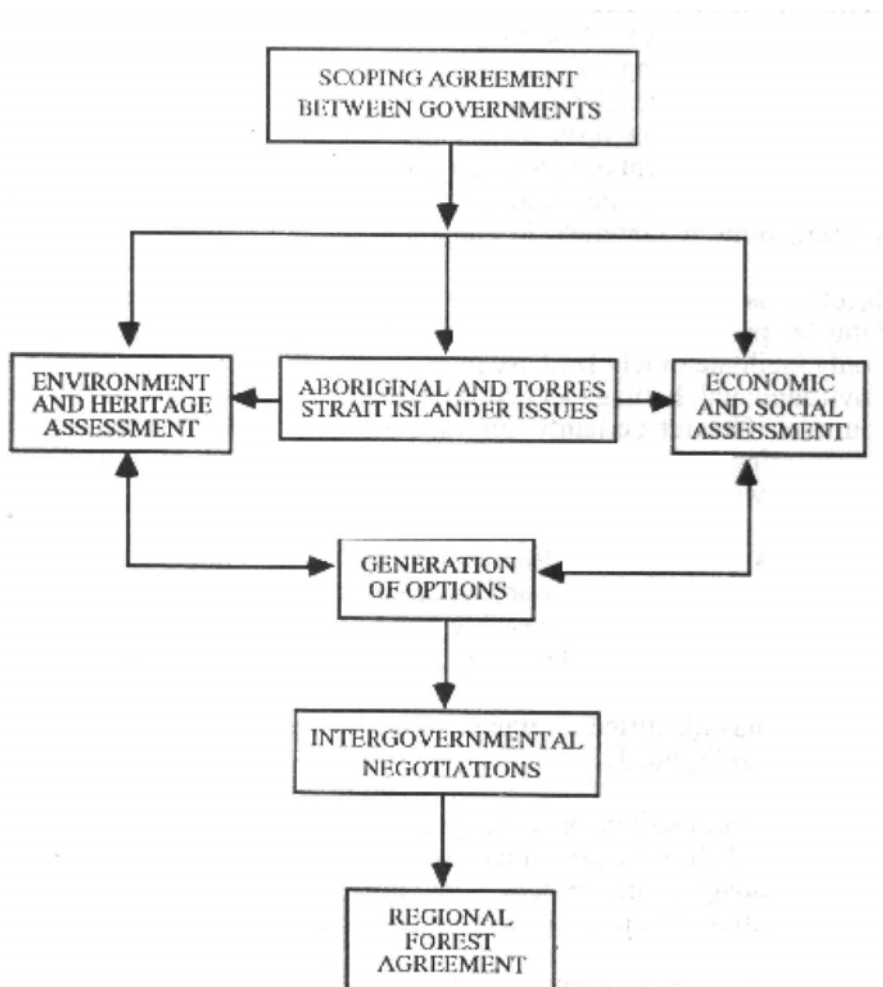 SCOPING AGREEMENT
BETWEEN GOVERNMENTS
ENVIRONMENT
AND HERITAGE
ASSESSMENT
ABORIGINAL AND TORRES
STRAIT ISLANDER ISSUES
ECONOMIC
AND SOCIAL
ASSESSMENT
GENERATION
OF OPTIONS
INTERGOVERNMENTAL
NEGOTIATIONS
REGIONAL
FOREST
AGREEMENT